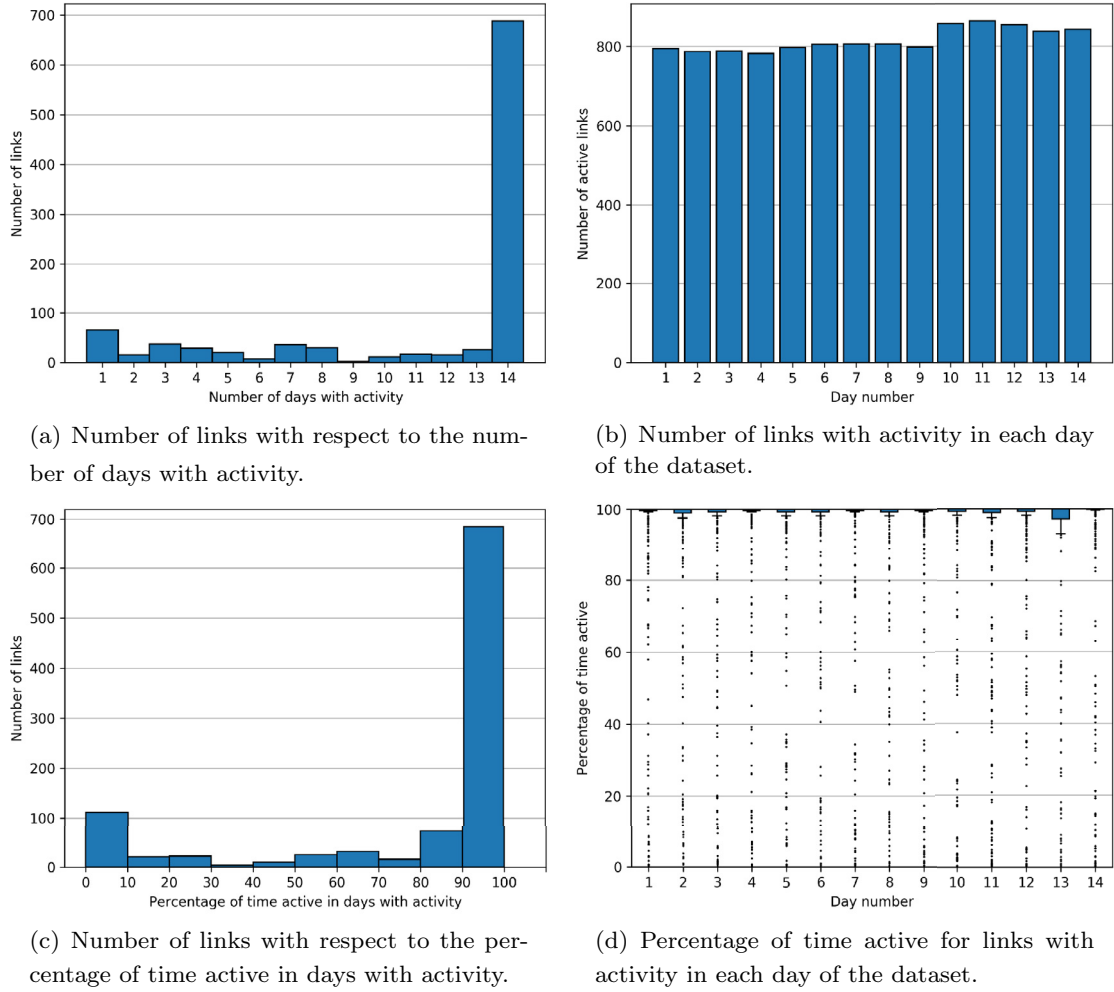 700
600
500
400
300
200
100
0
Number of links
1 2 3 4 5 6 7 8 9 10 11 12 13 14
Number of days with activity
(a) Number of links with respect to the num-
ber of days with activity.
800
600
400
200
0
Number of active links
1 2 3 4 5 6 7 8 9 10 11 12 13 14
Day number
(b) Number of links with activity in each day
of the dataset.
700
600
500
400
300
200
100
0
Number of links
0 10 20 30 40 50 60 70 80 90 100
Percentage of time active in days with activity
(c) Number of links with respect to the per-
centage of time active in days with activity.
100
80
60
40
20
0
Percentage of time active
1 2 3 4 5 6 7 8 9 10 11 12 13 14
Day number
(d) Percentage of time active for links with
activity in each day of the dataset.